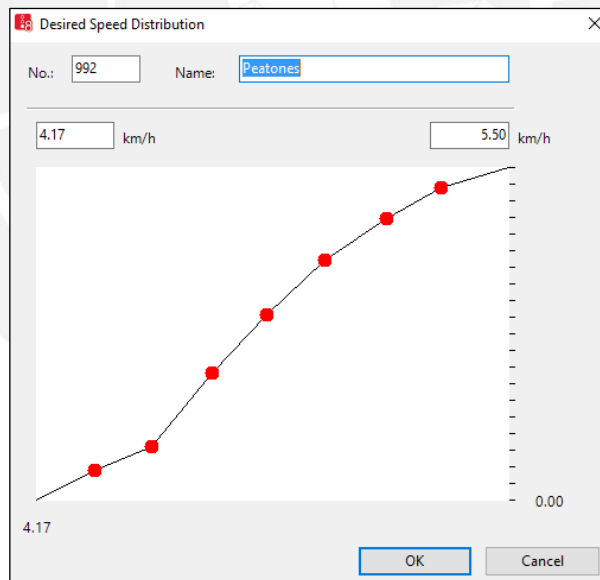 Desired Speed Distribution
No.: 992 Name: Peatones
4.17 km/h 5.50 km/h
0.00
4.17
OK Cancel